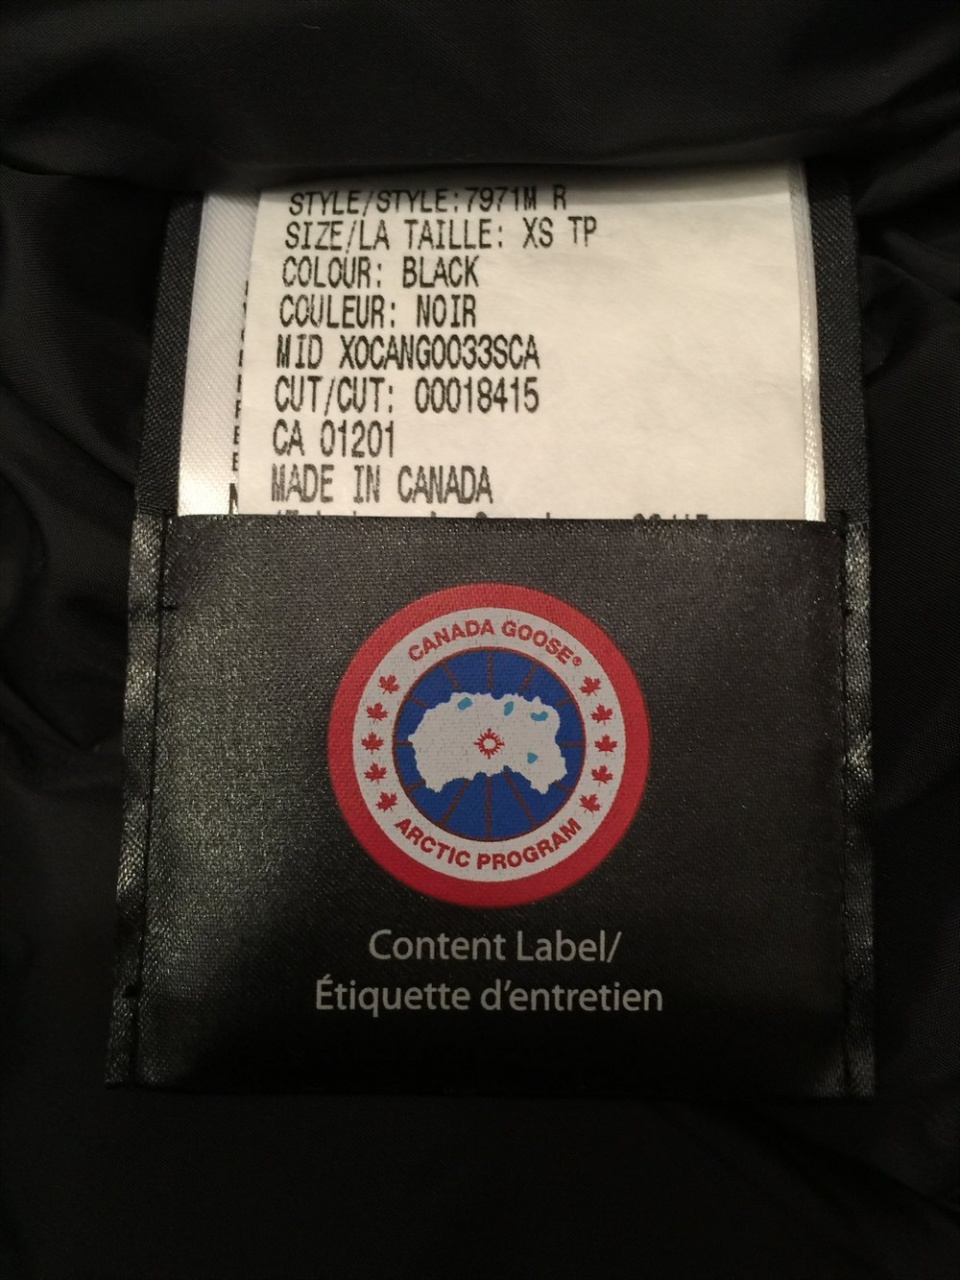 STYLE/STYLE:7971M R
SIZE/LA TAILLE: XS TP
COLOUR: BLACK
COULEUR: NOIR
MID XOCANGOO33SCA
CUT/CUT: 00018415
CA 01201
MADE IN CANADA
CANADA GOOSE®
ARCTIC PROGRAM
Content Label/
Étiquette d'entretien